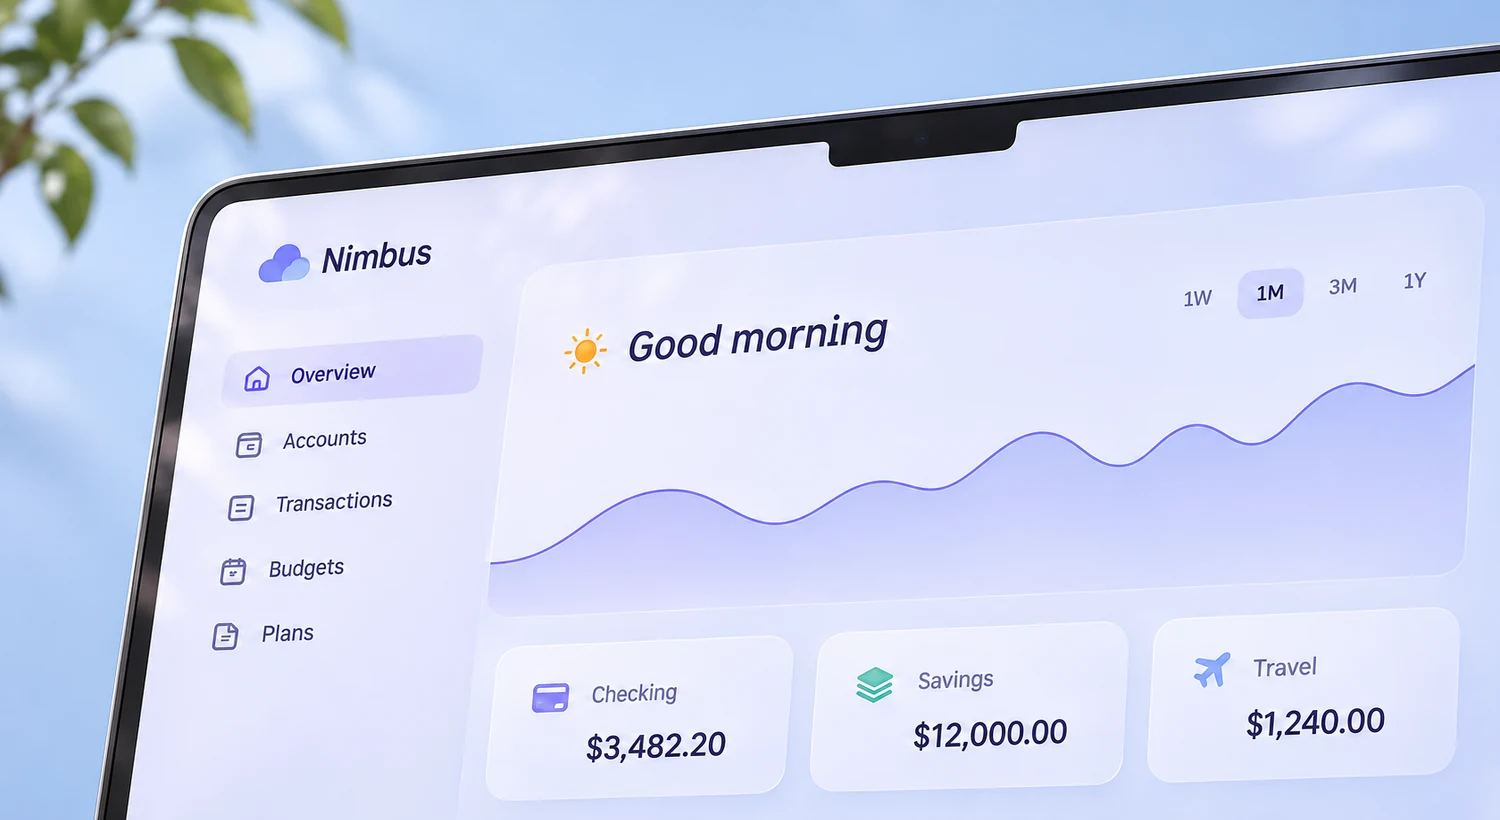 Nimbus
Overview
Accounts
Transactions
Budgets
Plans
Good morning
1W
1M
3M
1Y
Checking
$3,482.20
Savings
$12,000.00
Travel
$1,240.00